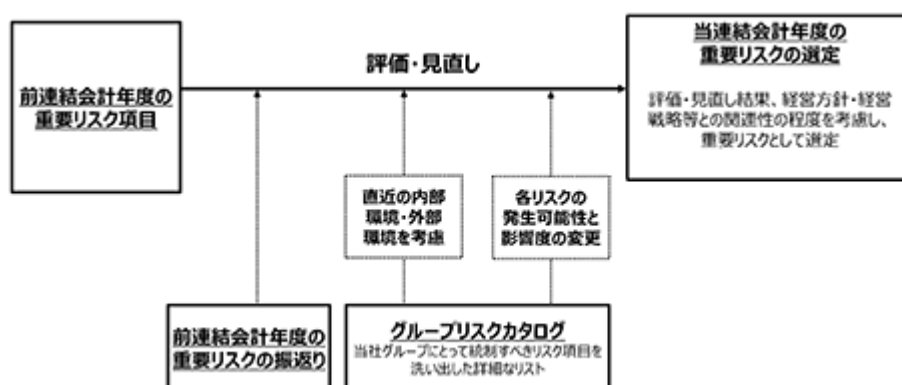 前連結会計年度の
重要リスク項目
評価・見直し
当連結会計年度の
重要リスクの選定
評価・見直し結果、経営方針・経営
戦略等との関連性の程度を考慮し、
重要リスクとして選定
直近の内部
環境・外部
環境を考慮
各リスクの
発生可能性と
影響度の変更
前連結会計年度の
重要リスクの振返り
グループリスクカタログ
当社グループにとって統制すべきリスク項目を
洗い出した詳細なリスト